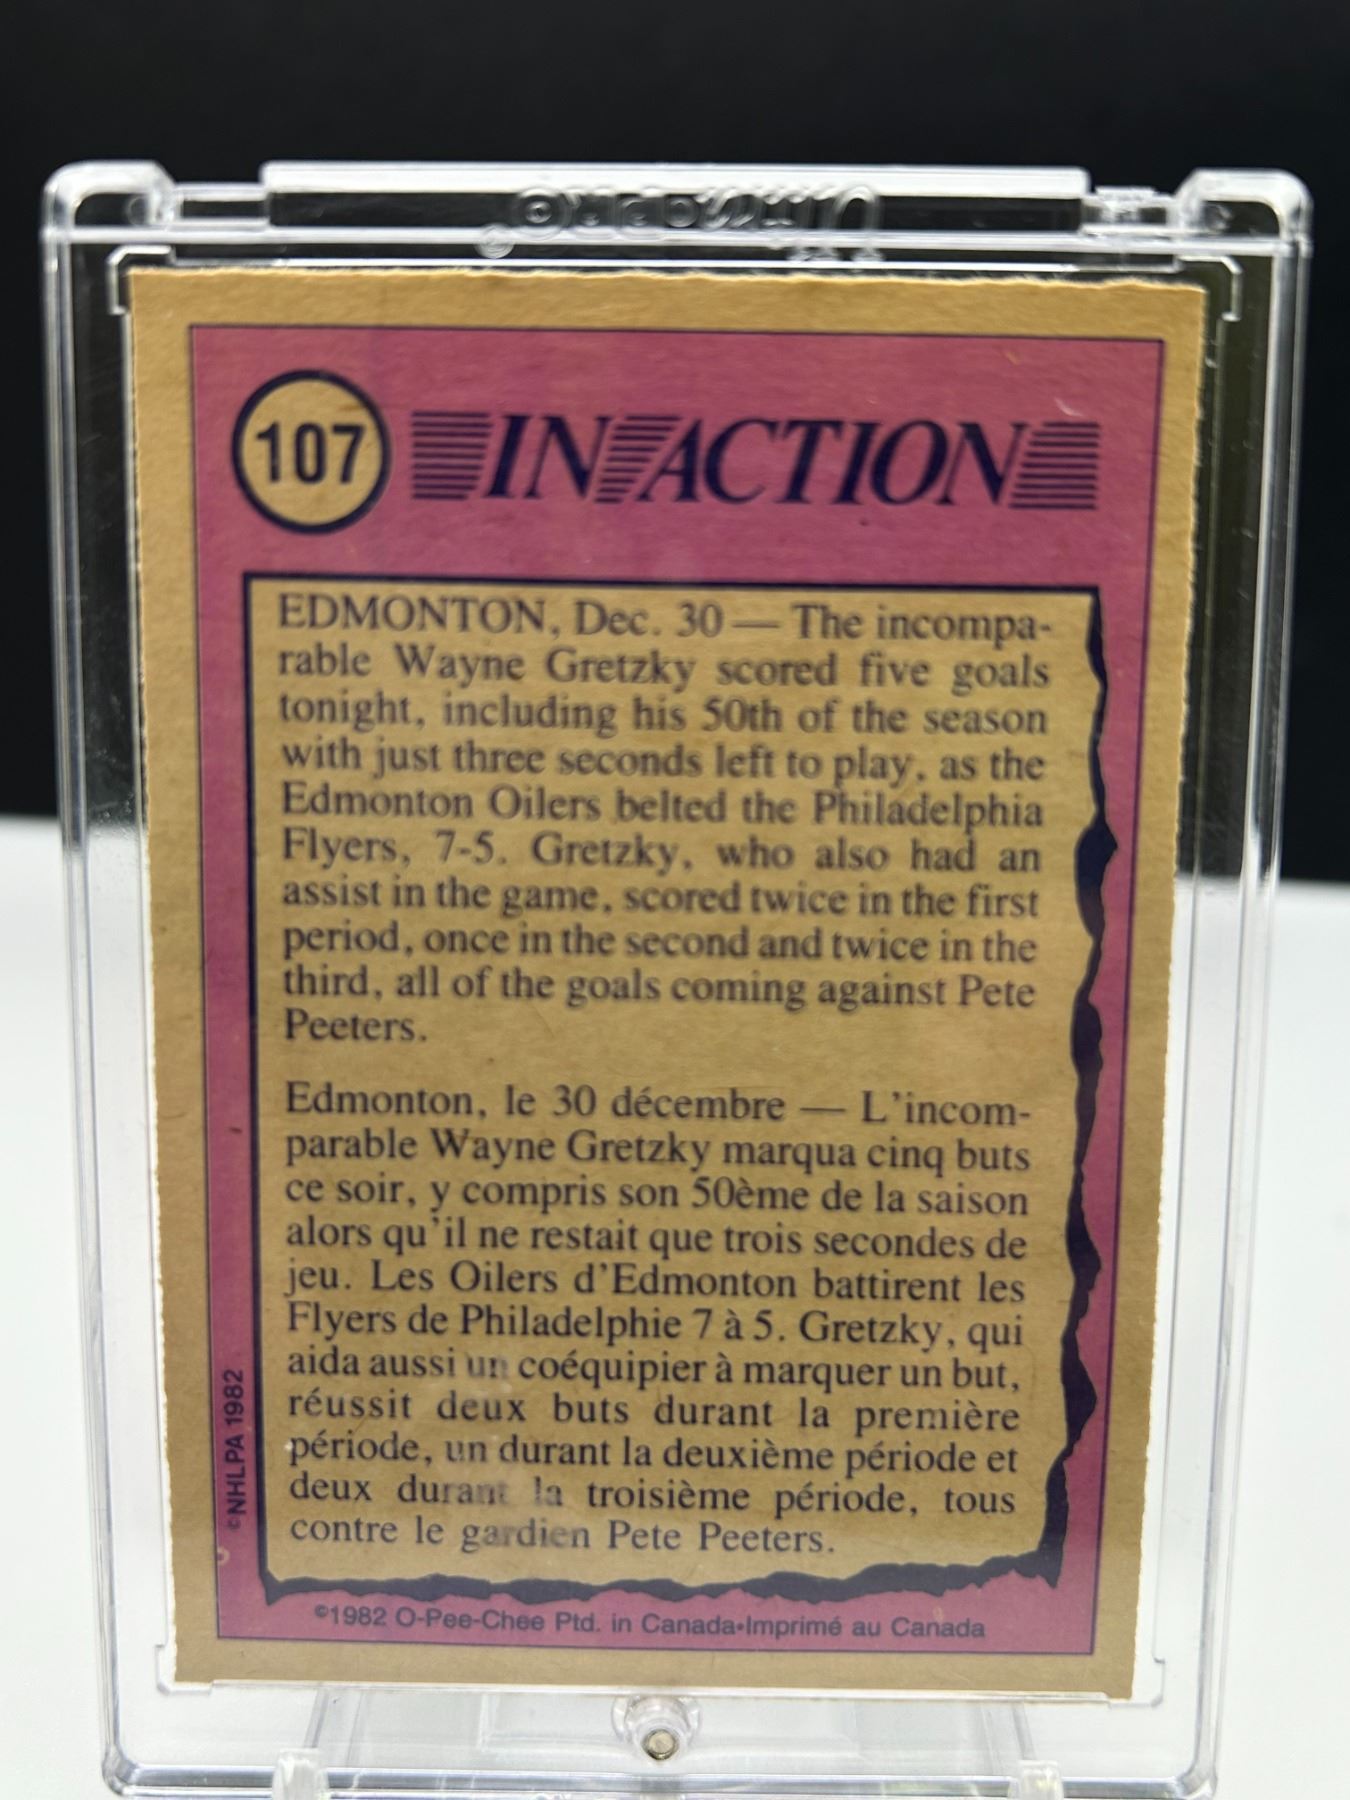 107 IN ACTION
EDMONTON, Dec. 30 — The incompa-
rable Wayne Gretzky scored five goals
tonight, including his 50th of the season
with just three seconds left to play, as the
Edmonton Oilers belted the Philadelphia
Flyers, 7-5. Gretzky, who also had an
assist in the game, scored twice in the first
period, once in the second and twice in the
third, all of the goals coming against Pete
Peeters.
Edmonton, le 30 décembre — L'incom-
parable Wayne Gretzky marqua cinq buts
ce soir, y compris son 50ème de la saison
alors qu'il ne restait que trois secondes de
jeu. Les Oilers d'Edmonton battirent les
Flyers de Philadelphie 7 à 5. Gretzky, qui
aida aussi un coéquipier à marquer un but,
réussit deux buts durant la première
période, un durant la deuxième période et
deux durant la troisième période, tous
contre le gardien Pete Peeters.
©NHLPA 1982
©1982 O-Pee-Chee Ptd. in Canada•Imprimé au Canada